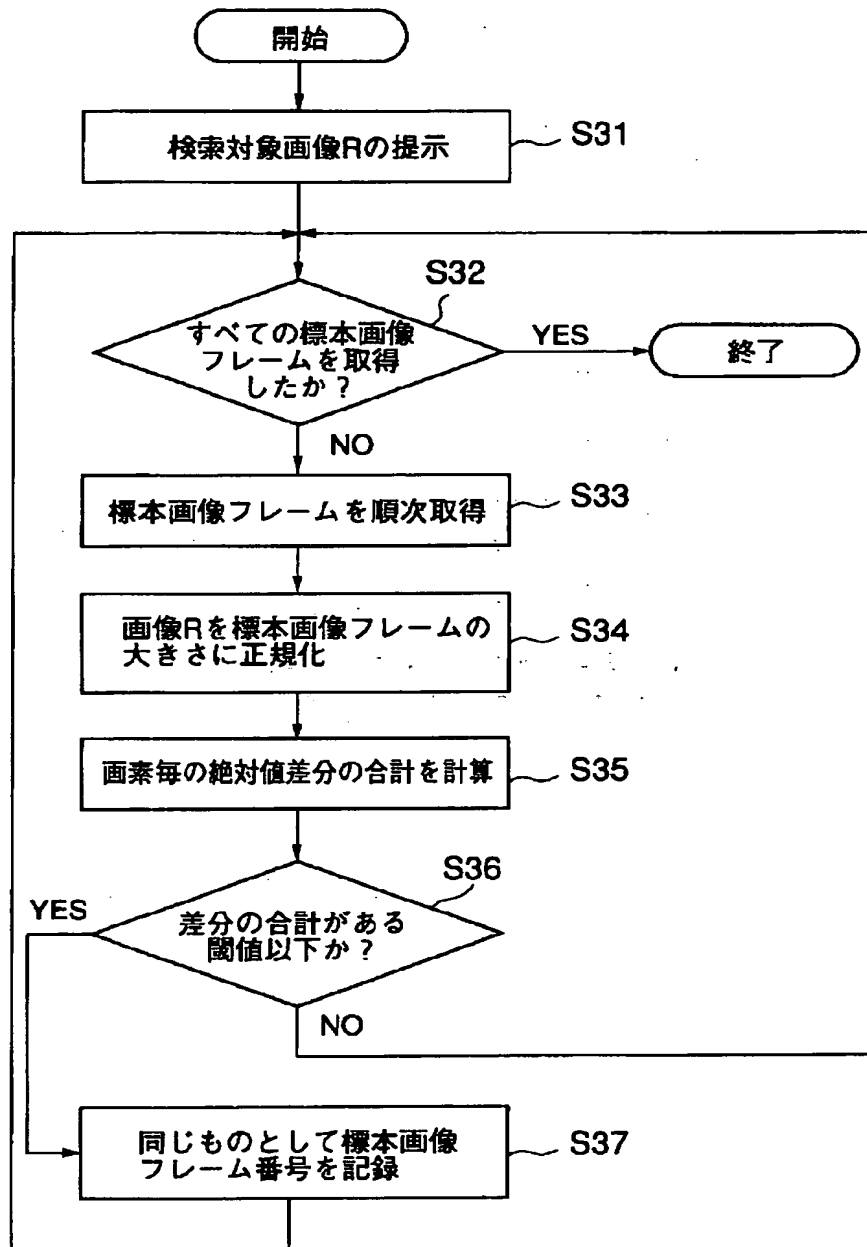 開始
検索対象画像Rの提示
S31
S32
すべての標本画像
フレームを取得
したか？
YES
終了
NO
標本画像フレームを順次取得
S33
画像Rを標本画像フレームの
大きさに正規化
S34
画素毎の絶対値差分の合計を計算
S35
S36
YES
差分の合計がある
閾値以下か？
NO
同じものとして標本画像
フレーム番号を記録
S37